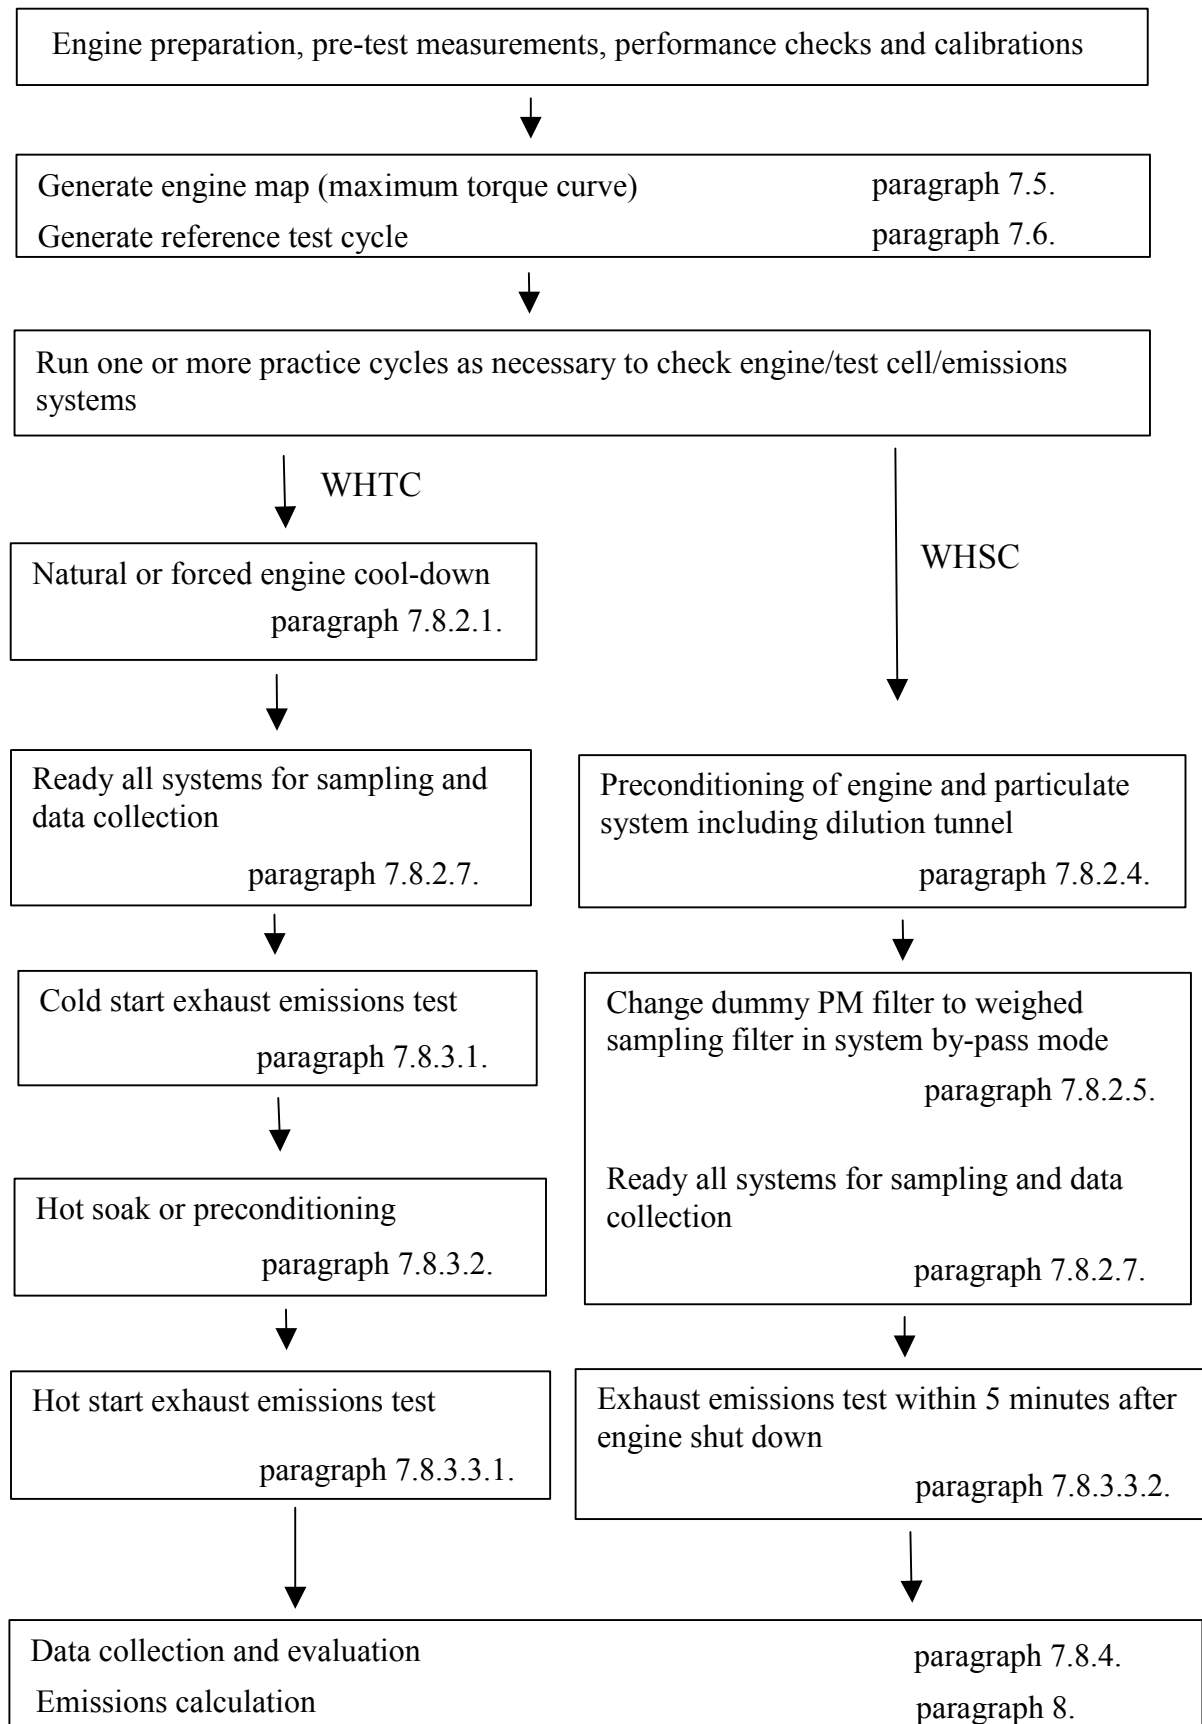 Engine preparation, pre-test measurements, performance checks and calibrations
Generate engine map (maximum torque curve) paragraph 7.5.
Generate reference test cycle paragraph 7.6.
Run one or more practice cycles as necessary to check engine/test cell/emissions
systems
WHTC
Natural or forced engine cool-down
paragraph 7.8.2.1.
Ready all systems for sampling and
data collection
paragraph 7.8.2.7.
Cold start exhaust emissions test
paragraph 7.8.3.1.
Hot soak or preconditioning
paragraph 7.8.3.2.
Hot start exhaust emissions test
paragraph 7.8.3.3.1.
WHSC
Preconditioning of engine and particulate
system including dilution tunnel
paragraph 7.8.2.4.
Change dummy PM filter to weighed
sampling filter in system by-pass mode
paragraph 7.8.2.5.
Ready all systems for sampling and data
collection
paragraph 7.8.2.7.
Exhaust emissions test within 5 minutes after
engine shut down
paragraph 7.8.3.3.2.
Data collection and evaluation paragraph 7.8.4.
Emissions calculation paragraph 8.